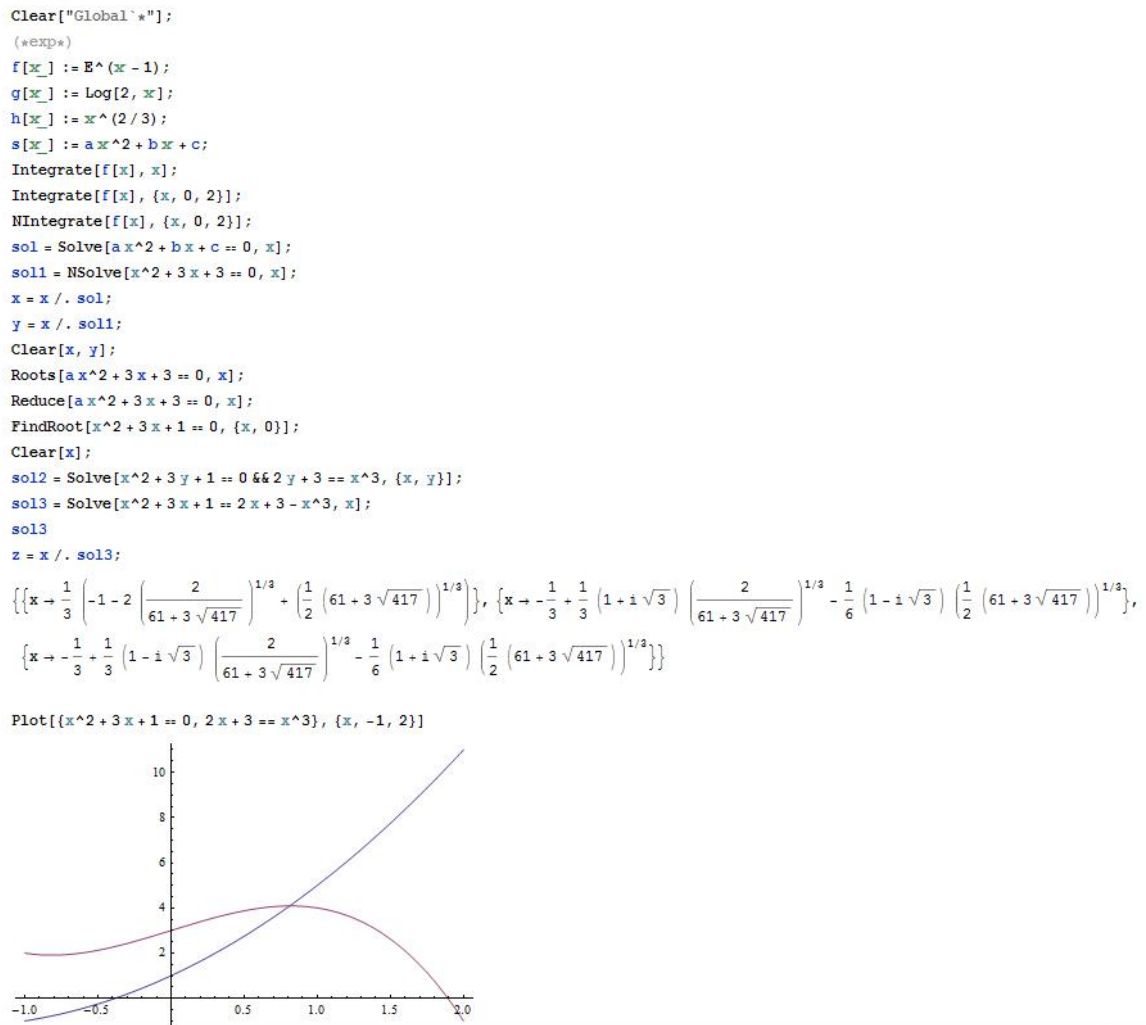 Clear["Global`*"];
(*exp*)
f[x_] := E^(x - 1);
g[x_] := Log[2, x];
h[x_] := x^(2/3);
s[x_] := a x^2 + b x + c;
Integrate[f[x], x];
Integrate[f[x], {x, 0, 2}];
NIntegrate[f[x], {x, 0, 2}];
sol = Solve[a x^2 + b x + c == 0, x];
sol1 = NSolve[x^2 + 3 x + 3 == 0, x];
x = x /. sol;
y = x /. sol1;
Clear[x, y];
Roots[a x^2 + 3 x + 3 == 0, x];
Reduce[a x^2 + 3 x + 3 == 0, x];
FindRoot[x^2 + 3 x + 1 == 0, {x, 0}];
Clear[x];
sol2 = Solve[x^2 + 3 y + 1 == 0 && 2 y + 3 == x^3, {x, y}];
sol3 = Solve[x^2 + 3 x + 1 == 2 x + 3 - x^3, x];
sol3
z = x /. sol3;
{{x → 1/3 (-1 - 2 (2/(61 + 3 √417))^1/3 + (1/2 (61 + 3 √417))^1/3)}, {x → -1/3 + 1/3 (1 + i √3) (2/(61 + 3 √417))^1/3 - 1/6 (1 - i √3) (1/2 (61 + 3 √417))^1/3},
{x → -1/3 + 1/3 (1 - i √3) (2/(61 + 3 √417))^1/3 - 1/6 (1 + i √3) (1/2 (61 + 3 √417))^1/3}}
Plot[{x^2 + 3 x + 1 == 0, 2 x + 3 == x^3}, {x, -1, 2}]
10
8
6
4
2
-1.0 -0.5 0.5 1.0 1.5 2.0